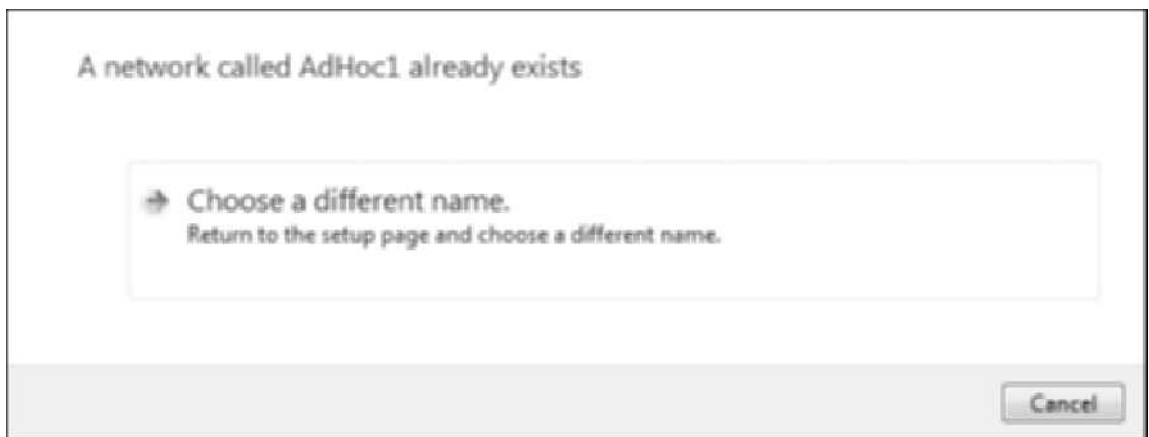 A network called AdHoc1 already exists
Choose a different name.
Return to the setup page and choose a different name.
Cancel